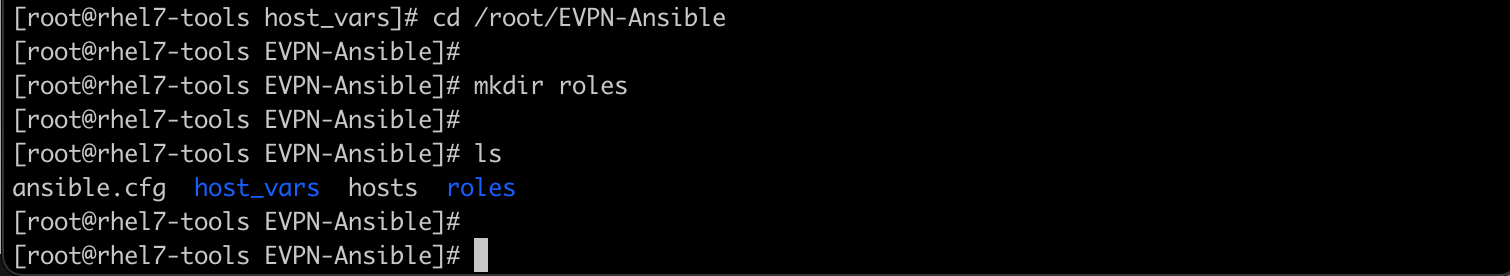 [root@rhel7-tools host_vars]# cd /root/EVPN-Ansible
[root@rhel7-tools EVPN-Ansible]#
[root@rhel7-tools EVPN-Ansible]# mkdir roles
[root@rhel7-tools EVPN-Ansible]#
[root@rhel7-tools EVPN-Ansible]# ls
ansible.cfg  host_vars  hosts  roles
[root@rhel7-tools EVPN-Ansible]#
[root@rhel7-tools EVPN-Ansible]#